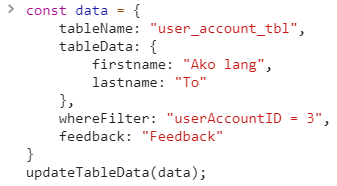 > const data = {
tableName: "user_account_tbl",
tableData: {
firstname: "Ako lang",
lastname: "To"
},
whereFilter: "userAccountID = 3",
feedback: "Feedback"
}
updateTableData(data);